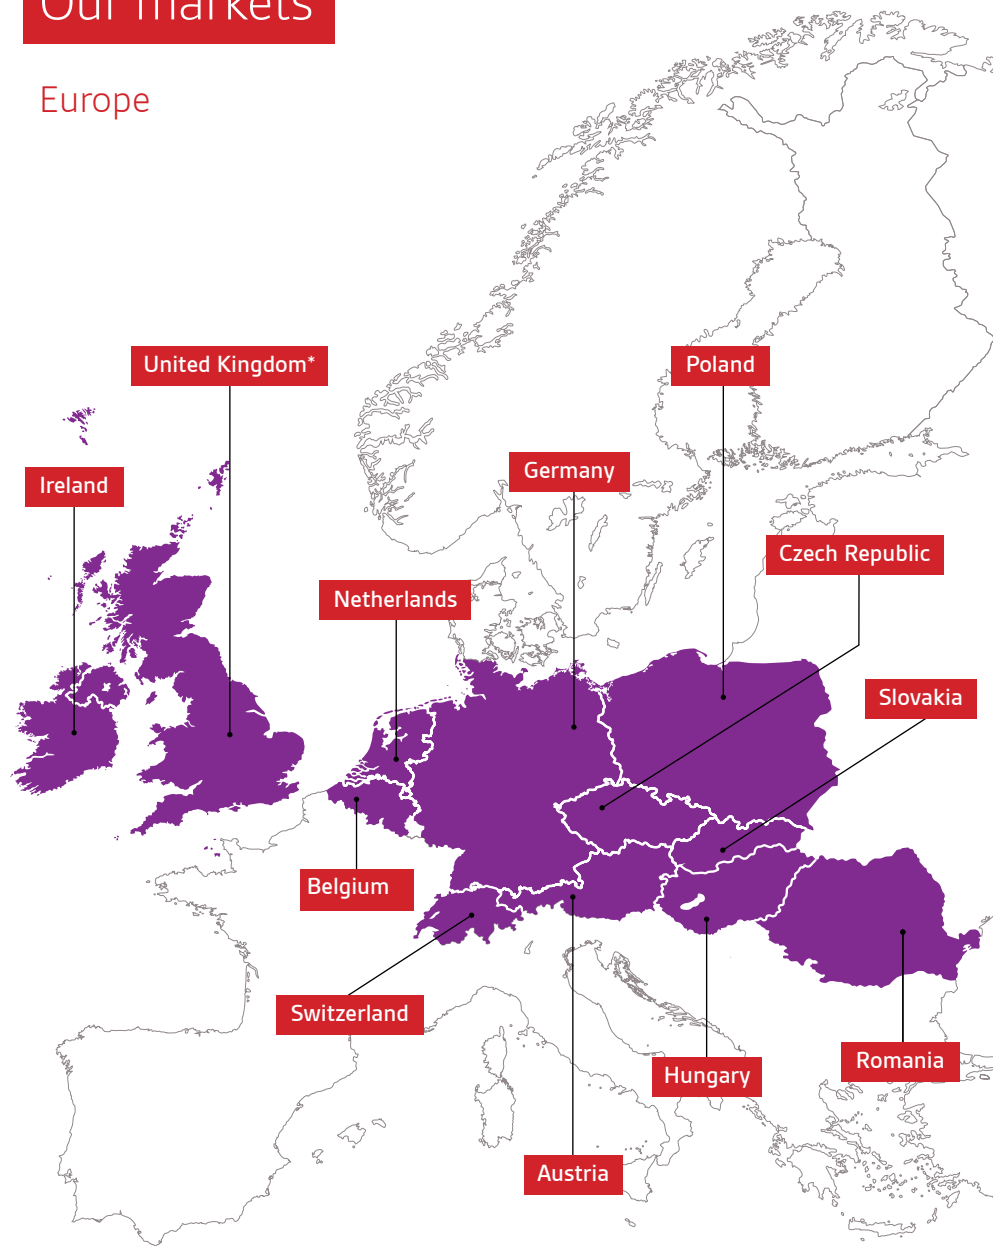 Our markets
Europe
United Kingdom*
Poland
Germany
Ireland
Czech Republic
Netherlands
Slovakia
Belgium
Switzerland
Romania
Hungary
Austria